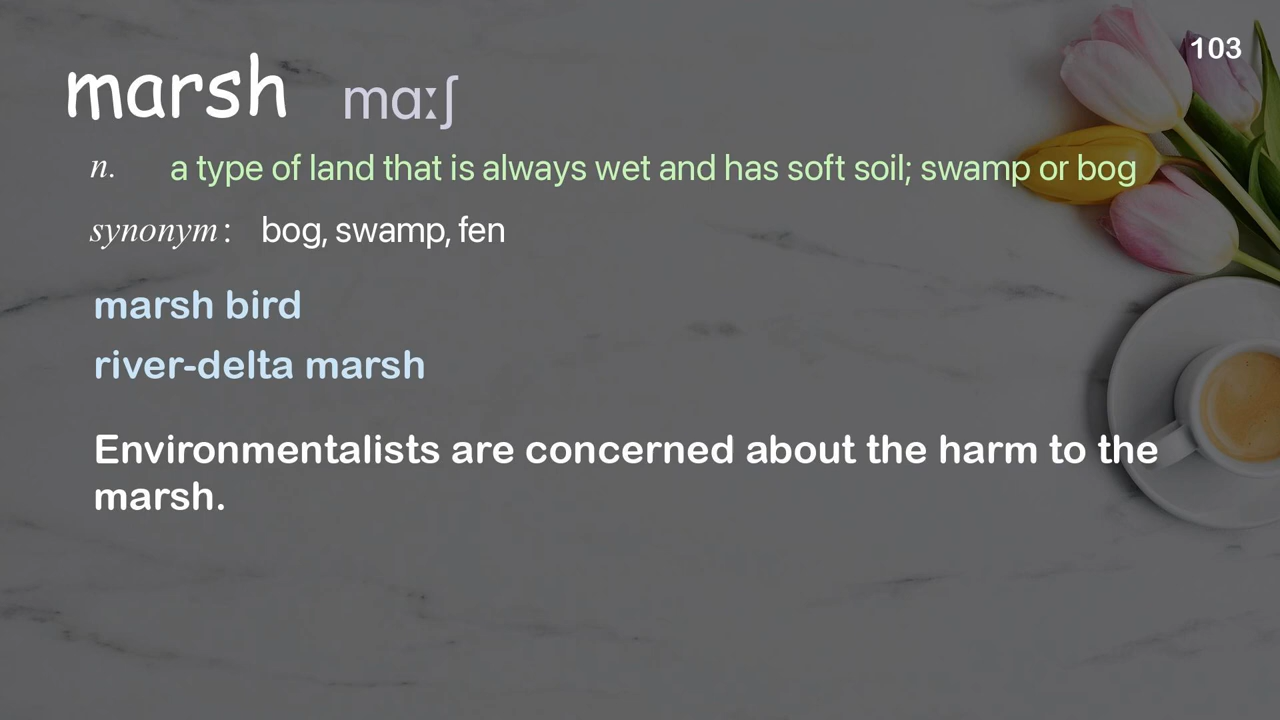 103
marsh mɑːʃ
n. a type of land that is always wet and has soft soil; swamp or bog
synonym: bog, swamp, fen
marsh bird
river-delta marsh
Environmentalists are concerned about the harm to the
marsh.